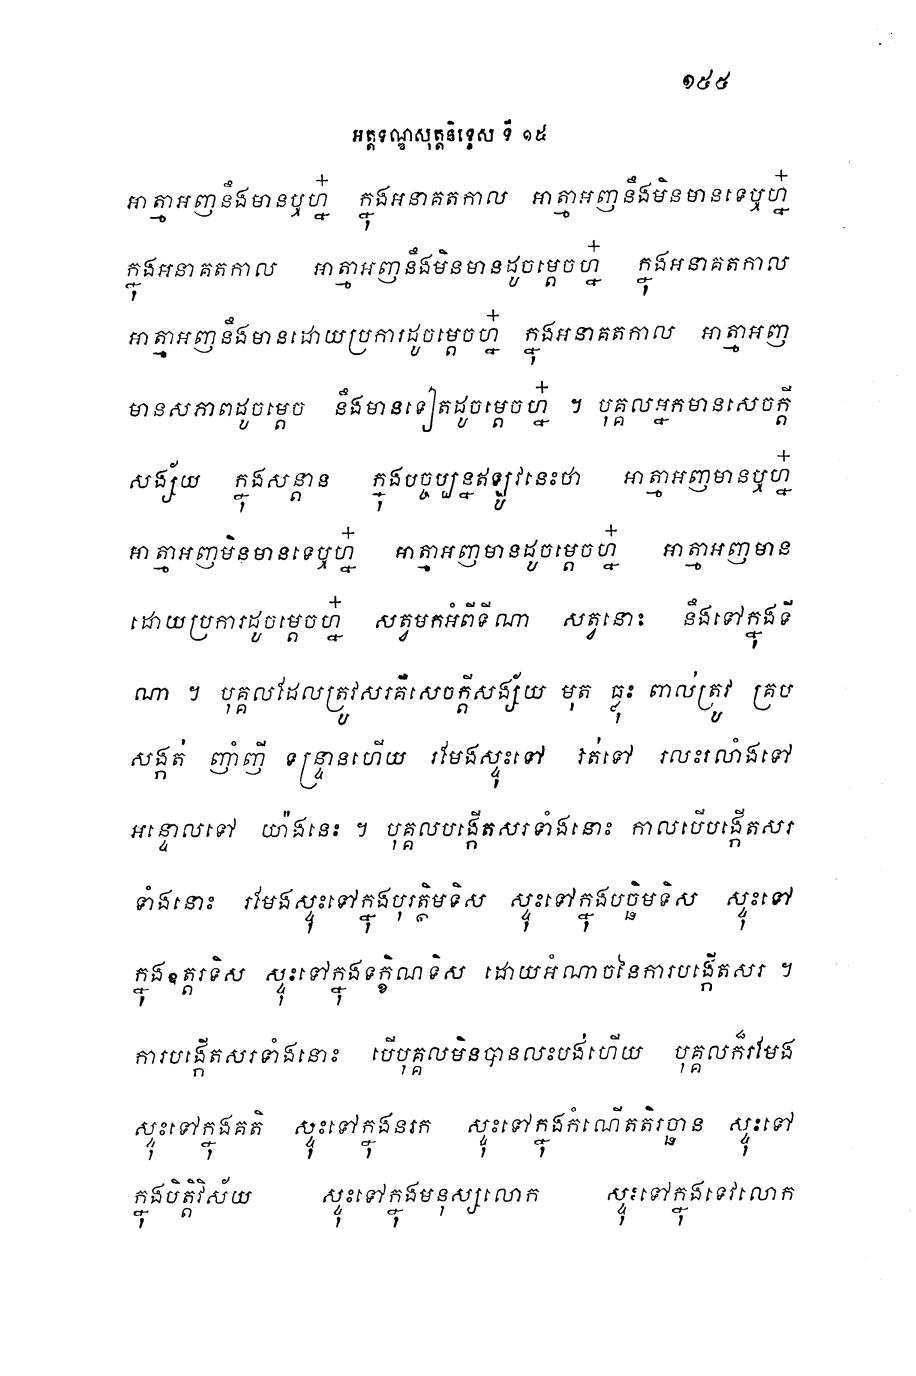 ១៥៥
អត្តទណ្ឌសុត្តនិទ្ទេស ទី ១៥
អាត្មាអញនឹងមានឬហ្ន៎ ក្នុងអនាគតកាល អាត្មាអញនឹងមិនមានទេឬហ្ន៎
ក្នុងអនាគតកាល អាត្មាអញនឹងមិនមានដូចម្តេចហ្ន៎ ក្នុងអនាគតកាល
អាត្មាអញនឹងមានដោយប្រការដូចម្តេចហ្ន៎ ក្នុងអនាគតកាល អាត្មាអញ
មានសភាពដូចម្តេច នឹងមានទៀតដូចម្តេចហ្ន៎ ។ បុគ្គលអ្នកមានសេចក្តី
សង្ស័យ ក្នុងសន្តាន ក្នុងបច្ចុប្បន្នឥឡូវនេះថា អាត្មាអញមានឬហ្ន៎
អាត្មាអញមិនមានទេឬហ្ន៎ អាត្មាអញមានដូចម្តេចហ្ន៎ អាត្មាអញមាន
ដោយប្រការដូចម្តេចហ្ន៎ សត្វមកអំពីទីណា សត្វនោះ នឹងទៅក្នុងទី
ណា ។ បុគ្គលដែលត្រូវសរគឺសេចក្តីសង្ស័យ មុត ធ្លុះ ពាល់ត្រូវ គ្រប
សង្កត់ ញាំញី ទន្ទ្រានហើយ រមែងស្ទុះទៅ រត់ទៅ រលះរលាំងទៅ
អន្ទោលទៅ យ៉ាងនេះ ។ បុគ្គលបង្កើតសរទាំងនោះ កាលបើបង្កើតសរ
ទាំងនោះ រមែងស្ទុះទៅក្នុងបុរត្ថិមទិស ស្ទុះទៅក្នុងបច្ឆិមទិស ស្ទុះទៅ
ក្នុងឧត្តរទិស ស្ទុះទៅក្នុងទក្ខិណទិស ដោយអំណាចនៃការបង្កើតសរ ។
ការបង្កើតសរទាំងនោះ បើបុគ្គលមិនបានលះបង់ហើយ បុគ្គលក៏រមែង
ស្ទុះទៅក្នុងគតិ ស្ទុះទៅក្នុងនរក ស្ទុះទៅក្នុងកំណើតតិរច្ឆាន ស្ទុះទៅ
ក្នុងបិត្តិវិស័យ ស្ទុះទៅក្នុងមនុស្សលោក ស្ទុះទៅក្នុងទេវលោក